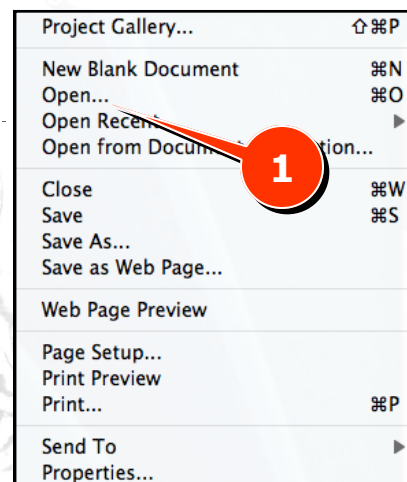 Project Gallery... ⇧⌘P
New Blank Document ⌘N
Open... ⌘O
Open Recent ▶
Open from
Close ⌘W
Save ⌘S
Save As...
Save as Web Page...
Web Page Preview
Page Setup...
Print Preview
Print... ⌘P
Send To ▶
Properties...
1